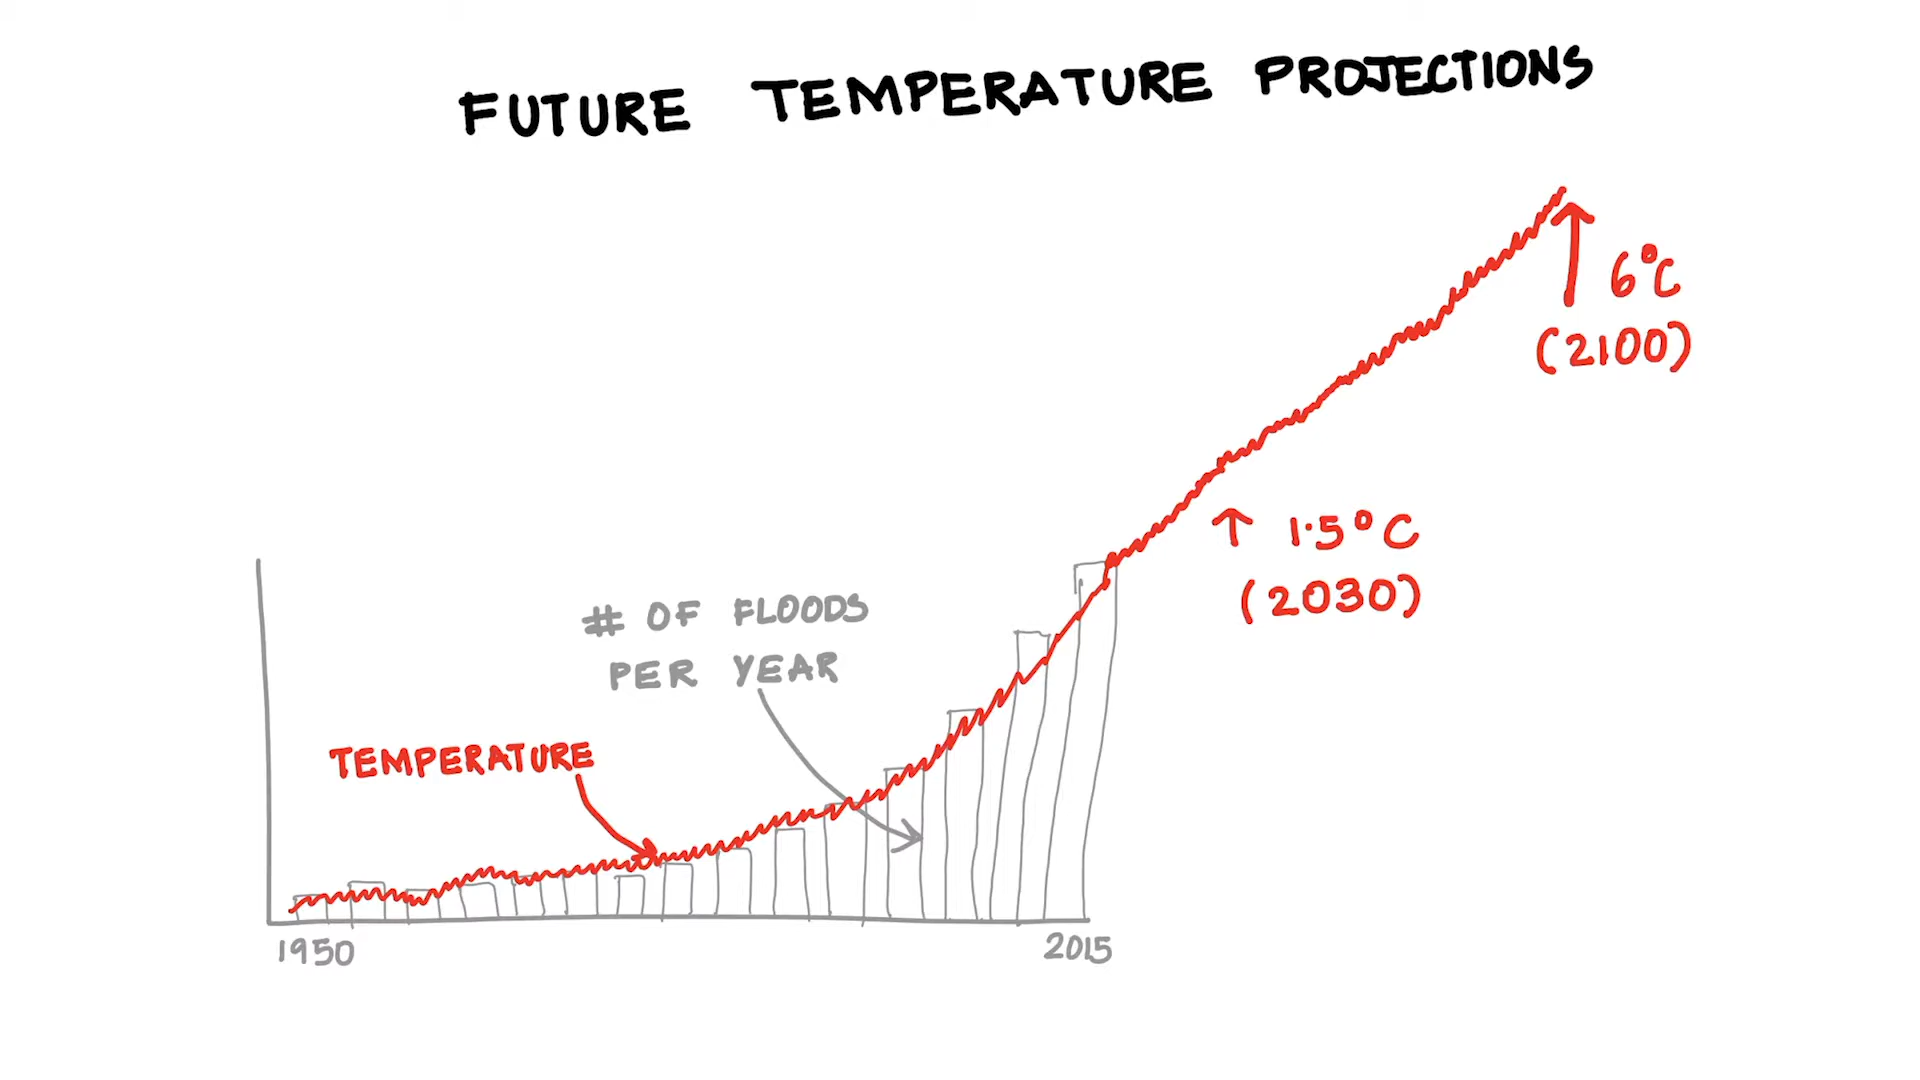 FUTURE TEMPERATURE PROJECTIONS
↑ 6°C
(2100)
↑ 1.5°C
(2030)
# OF FLOODS
PER YEAR
TEMPERATURE
1950
2015